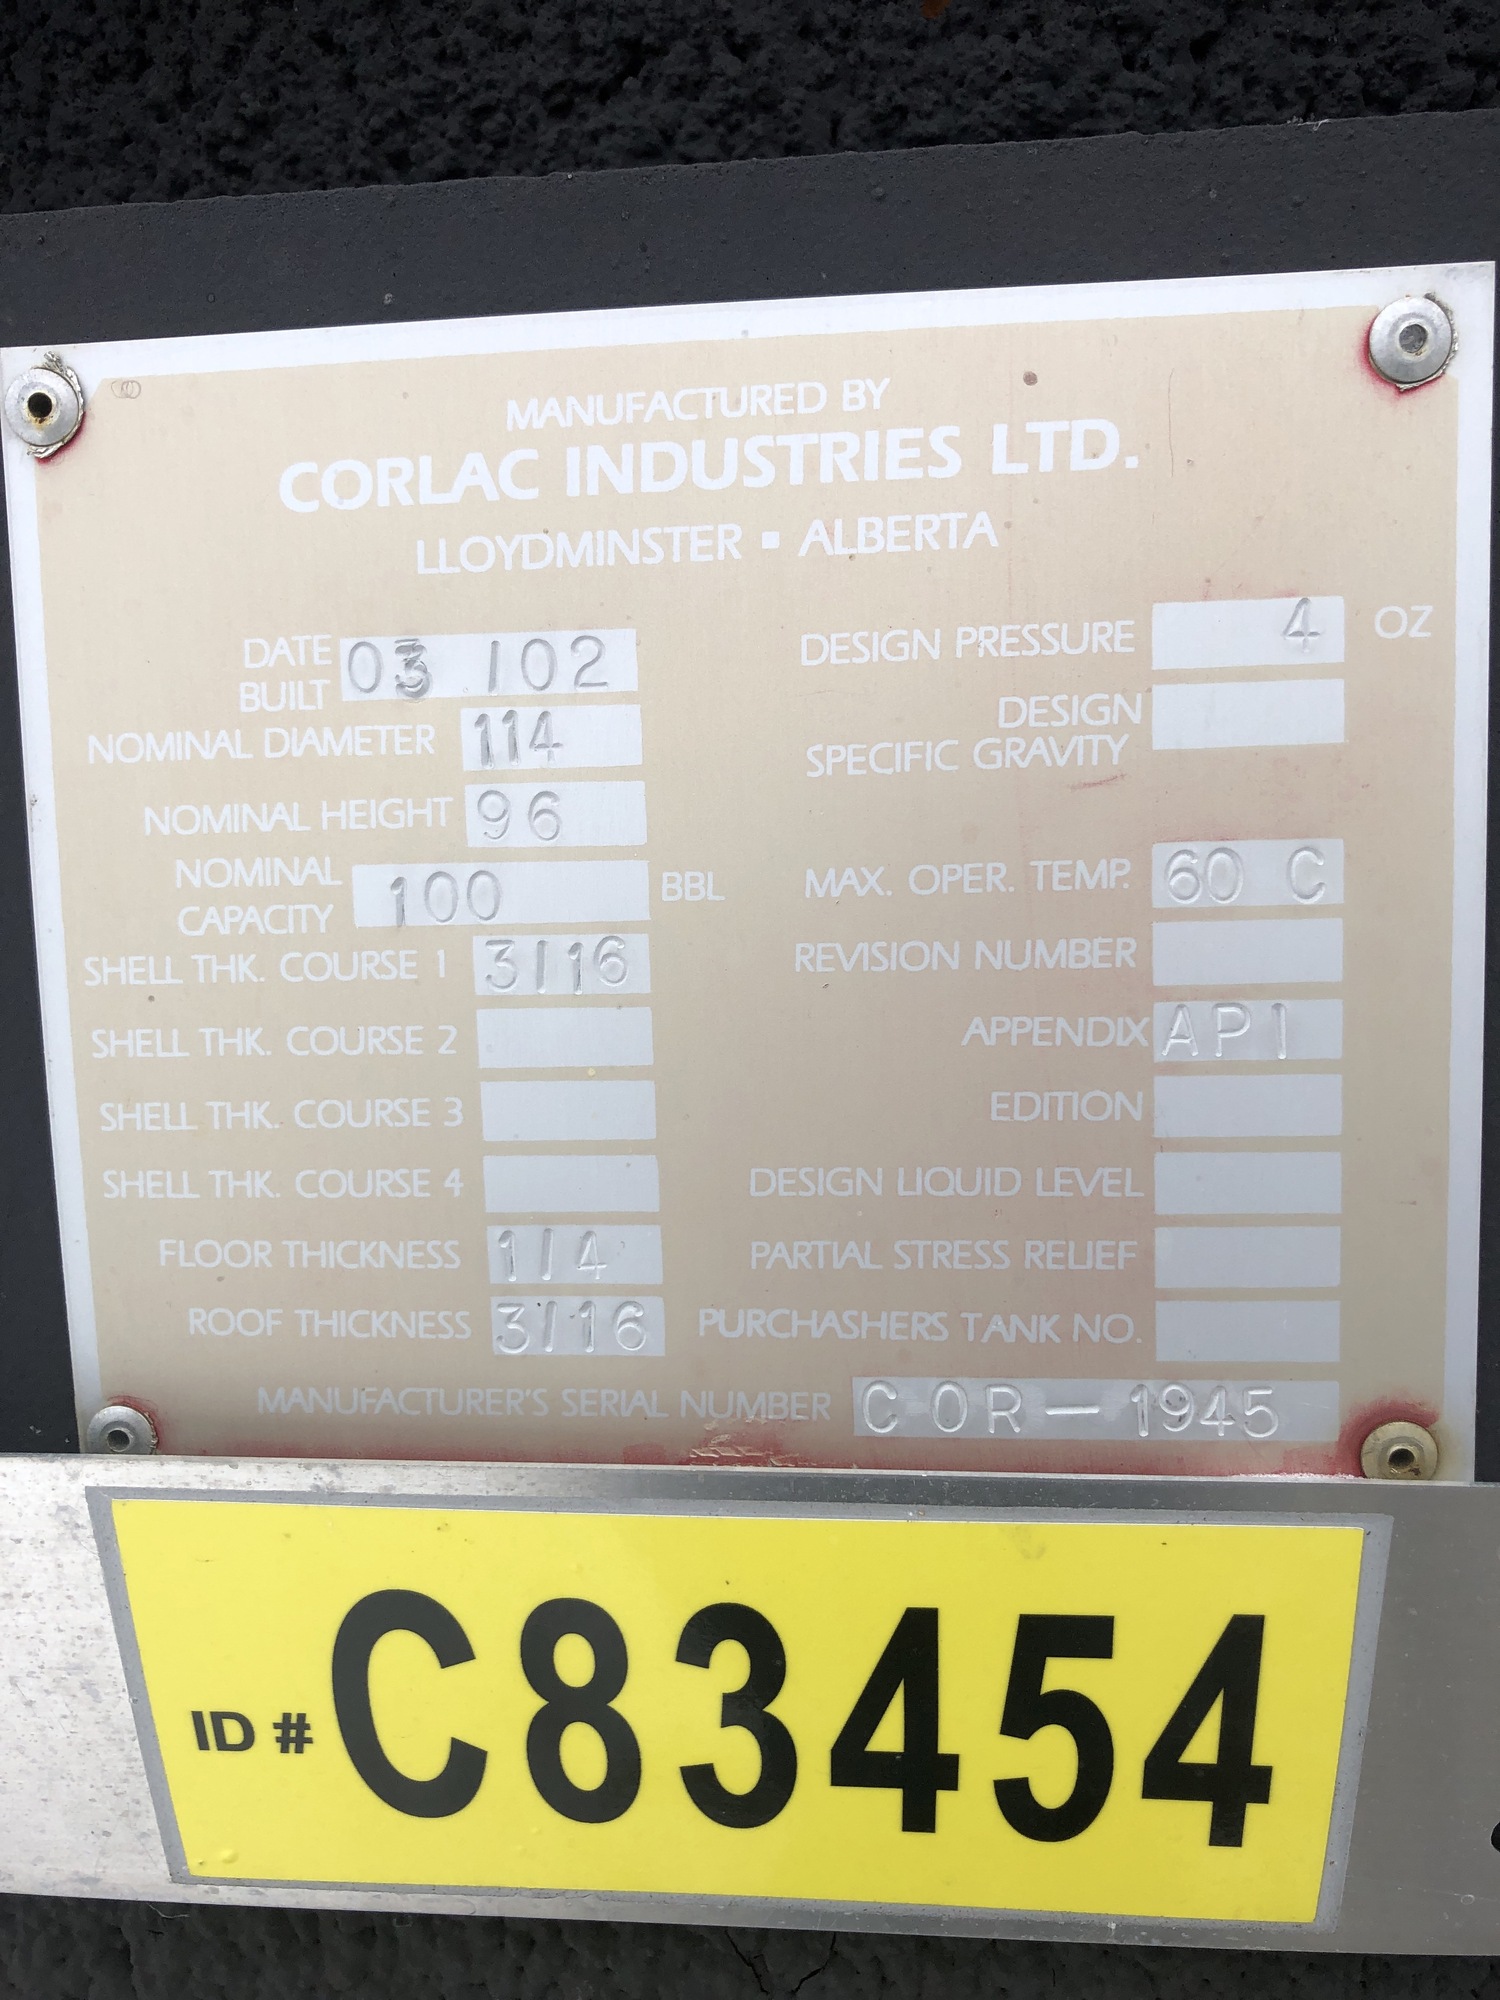 MANUFACTURED BY
CORLAC INDUSTRIES LTD.
LLOYDMINSTER ▪ ALBERTA
DATE BUILT 03 /02
NOMINAL DIAMETER 114
NOMINAL HEIGHT 96
NOMINAL CAPACITY 100 BBL
SHELL THK. COURSE 1 3/16
SHELL THK. COURSE 2
SHELL THK. COURSE 3
SHELL THK. COURSE 4
FLOOR THICKNESS 1/4
ROOF THICKNESS 3/16
DESIGN PRESSURE 4 OZ
DESIGN SPECIFIC GRAVITY
MAX. OPER. TEMP. 60 C
REVISION NUMBER
APPENDIX API
EDITION
DESIGN LIQUID LEVEL
PARTIAL STRESS RELIEF
PURCHASHERS TANK NO.
MANUFACTURER'S SERIAL NUMBER COR-1945
ID # C83454